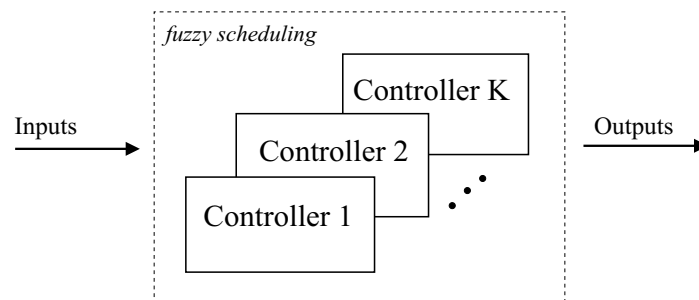 fuzzy scheduling
Controller K
Inputs
Controller 2
Outputs
Controller 1